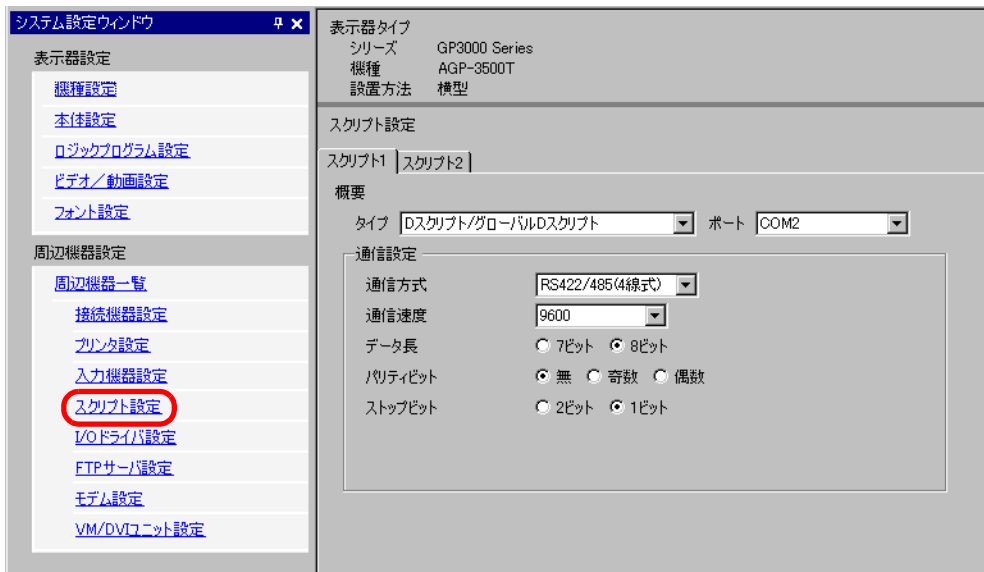 システム設定ウィンドウ
表示器設定
機種設定
本体設定
ロジックプログラム設定
ビデオ／動画設定
フォント設定
周辺機器設定
周辺機器一覧
接続機器設定
プリンタ設定
入力機器設定
スクリプト設定
I/Oドライバ設定
FTPサーバ設定
モデム設定
VM/DVIユニット設定
表示器タイプ
シリーズ GP3000 Series
機種 AGP-3500T
設置方法 横型
スクリプト設定
スクリプト1 スクリプト2
概要
タイプ Dスクリプト/グローバルDスクリプト ポート COM2
通信設定
通信方式 RS422/485(4線式)
通信速度 9600
データ長 7ビット 8ビット
パリティビット 無 奇数 偶数
ストップビット 2ビット 1ビット